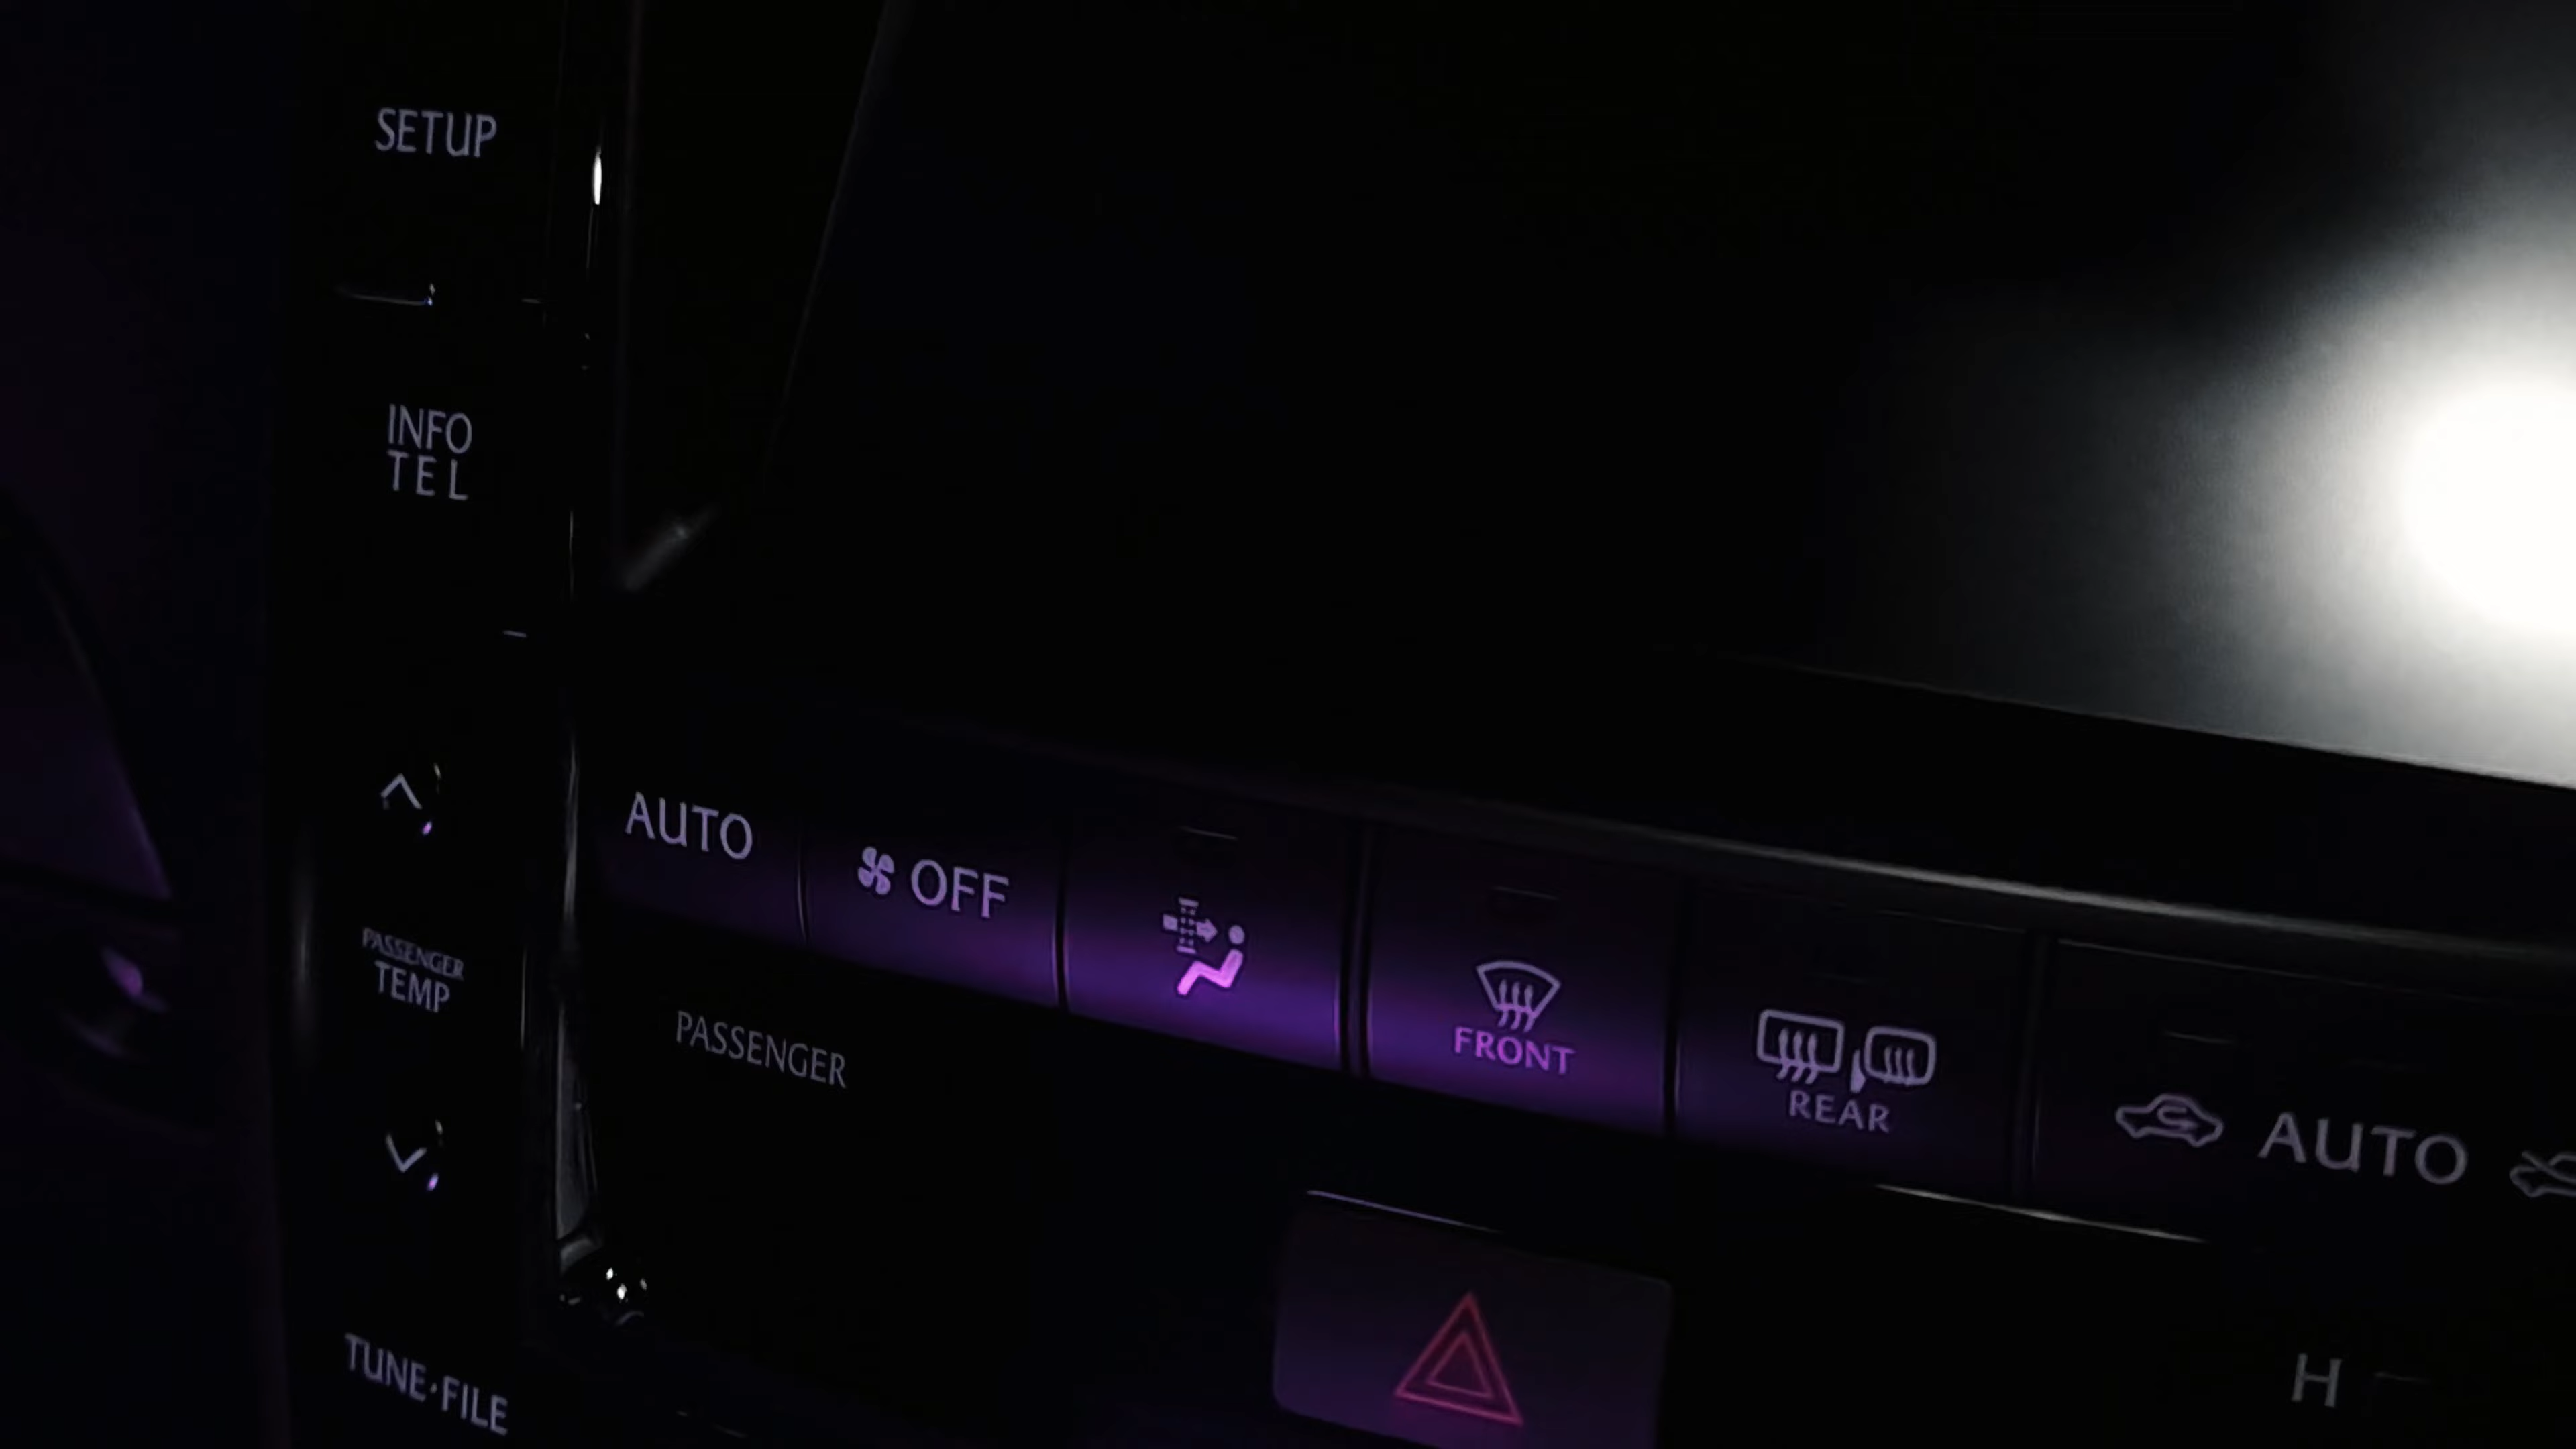 SETUP
INFO
TEL
AUTO
OFF
PASSENGER
TEMP
PASSENGER
FRONT
REAR
AUTO
TUNE·FILE
H